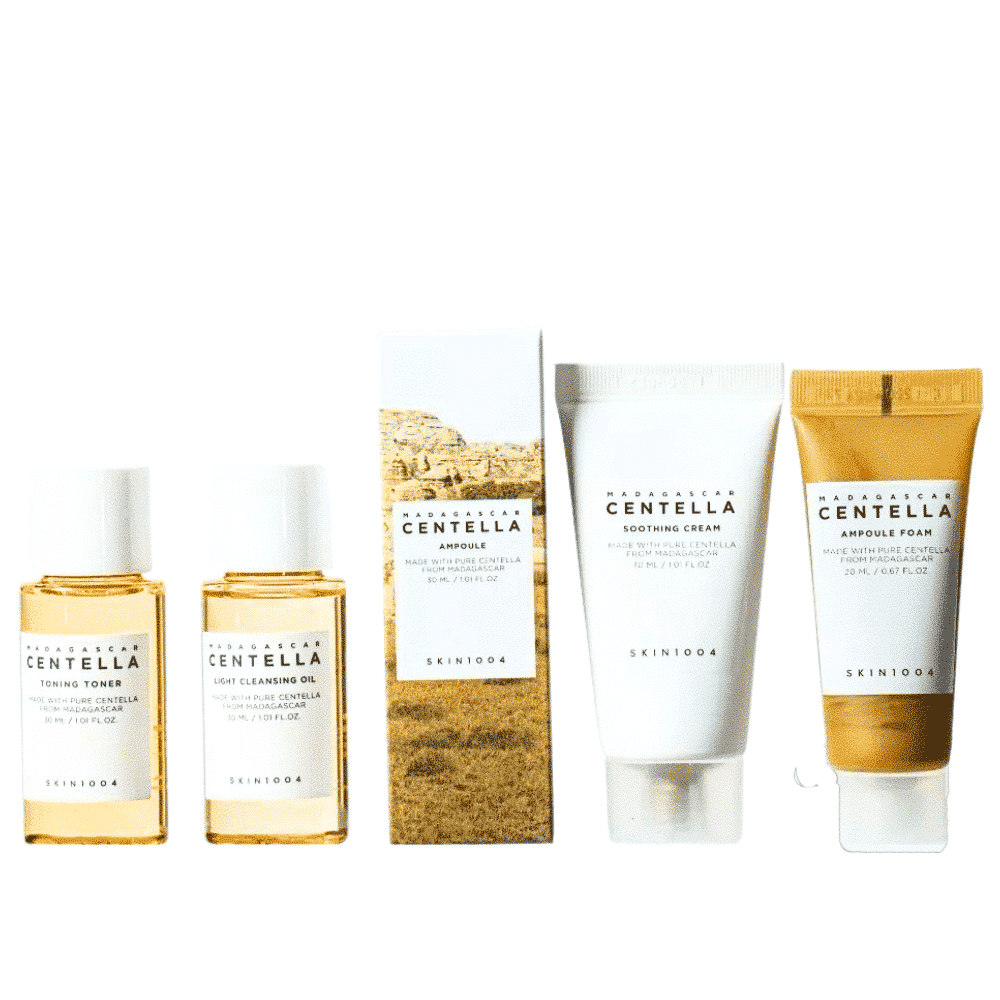 MADAGASCAR
CENTELLA
TONING TONER
MADE WITH PURE CENTELLA
FROM MADAGASCAR
30 ML / 1.01 FL.OZ.
SKIN1004
MADAGASCAR
CENTELLA
LIGHT CLEANSING OIL
MADE WITH PURE CENTELLA
FROM MADAGASCAR
30 ML / 1.01 FL.OZ.
SKIN1004
MADAGASCAR
CENTELLA
AMPOULE
MADE WITH PURE CENTELLA
FROM MADAGASCAR
30 ML / 1.01 FL.OZ.
SKIN1004
MADAGASCAR
CENTELLA
SOOTHING CREAM
MADE WITH PURE CENTELLA
FROM MADAGASCAR
ML / 1.01 FL.OZ.
SKIN1004
MADAGASCAR
CENTELLA
AMPOULE FOAM
MADE WITH PURE CENTELLA
FROM MADAGASCAR
20 ML / 0.67 FL.OZ.
SKIN1004